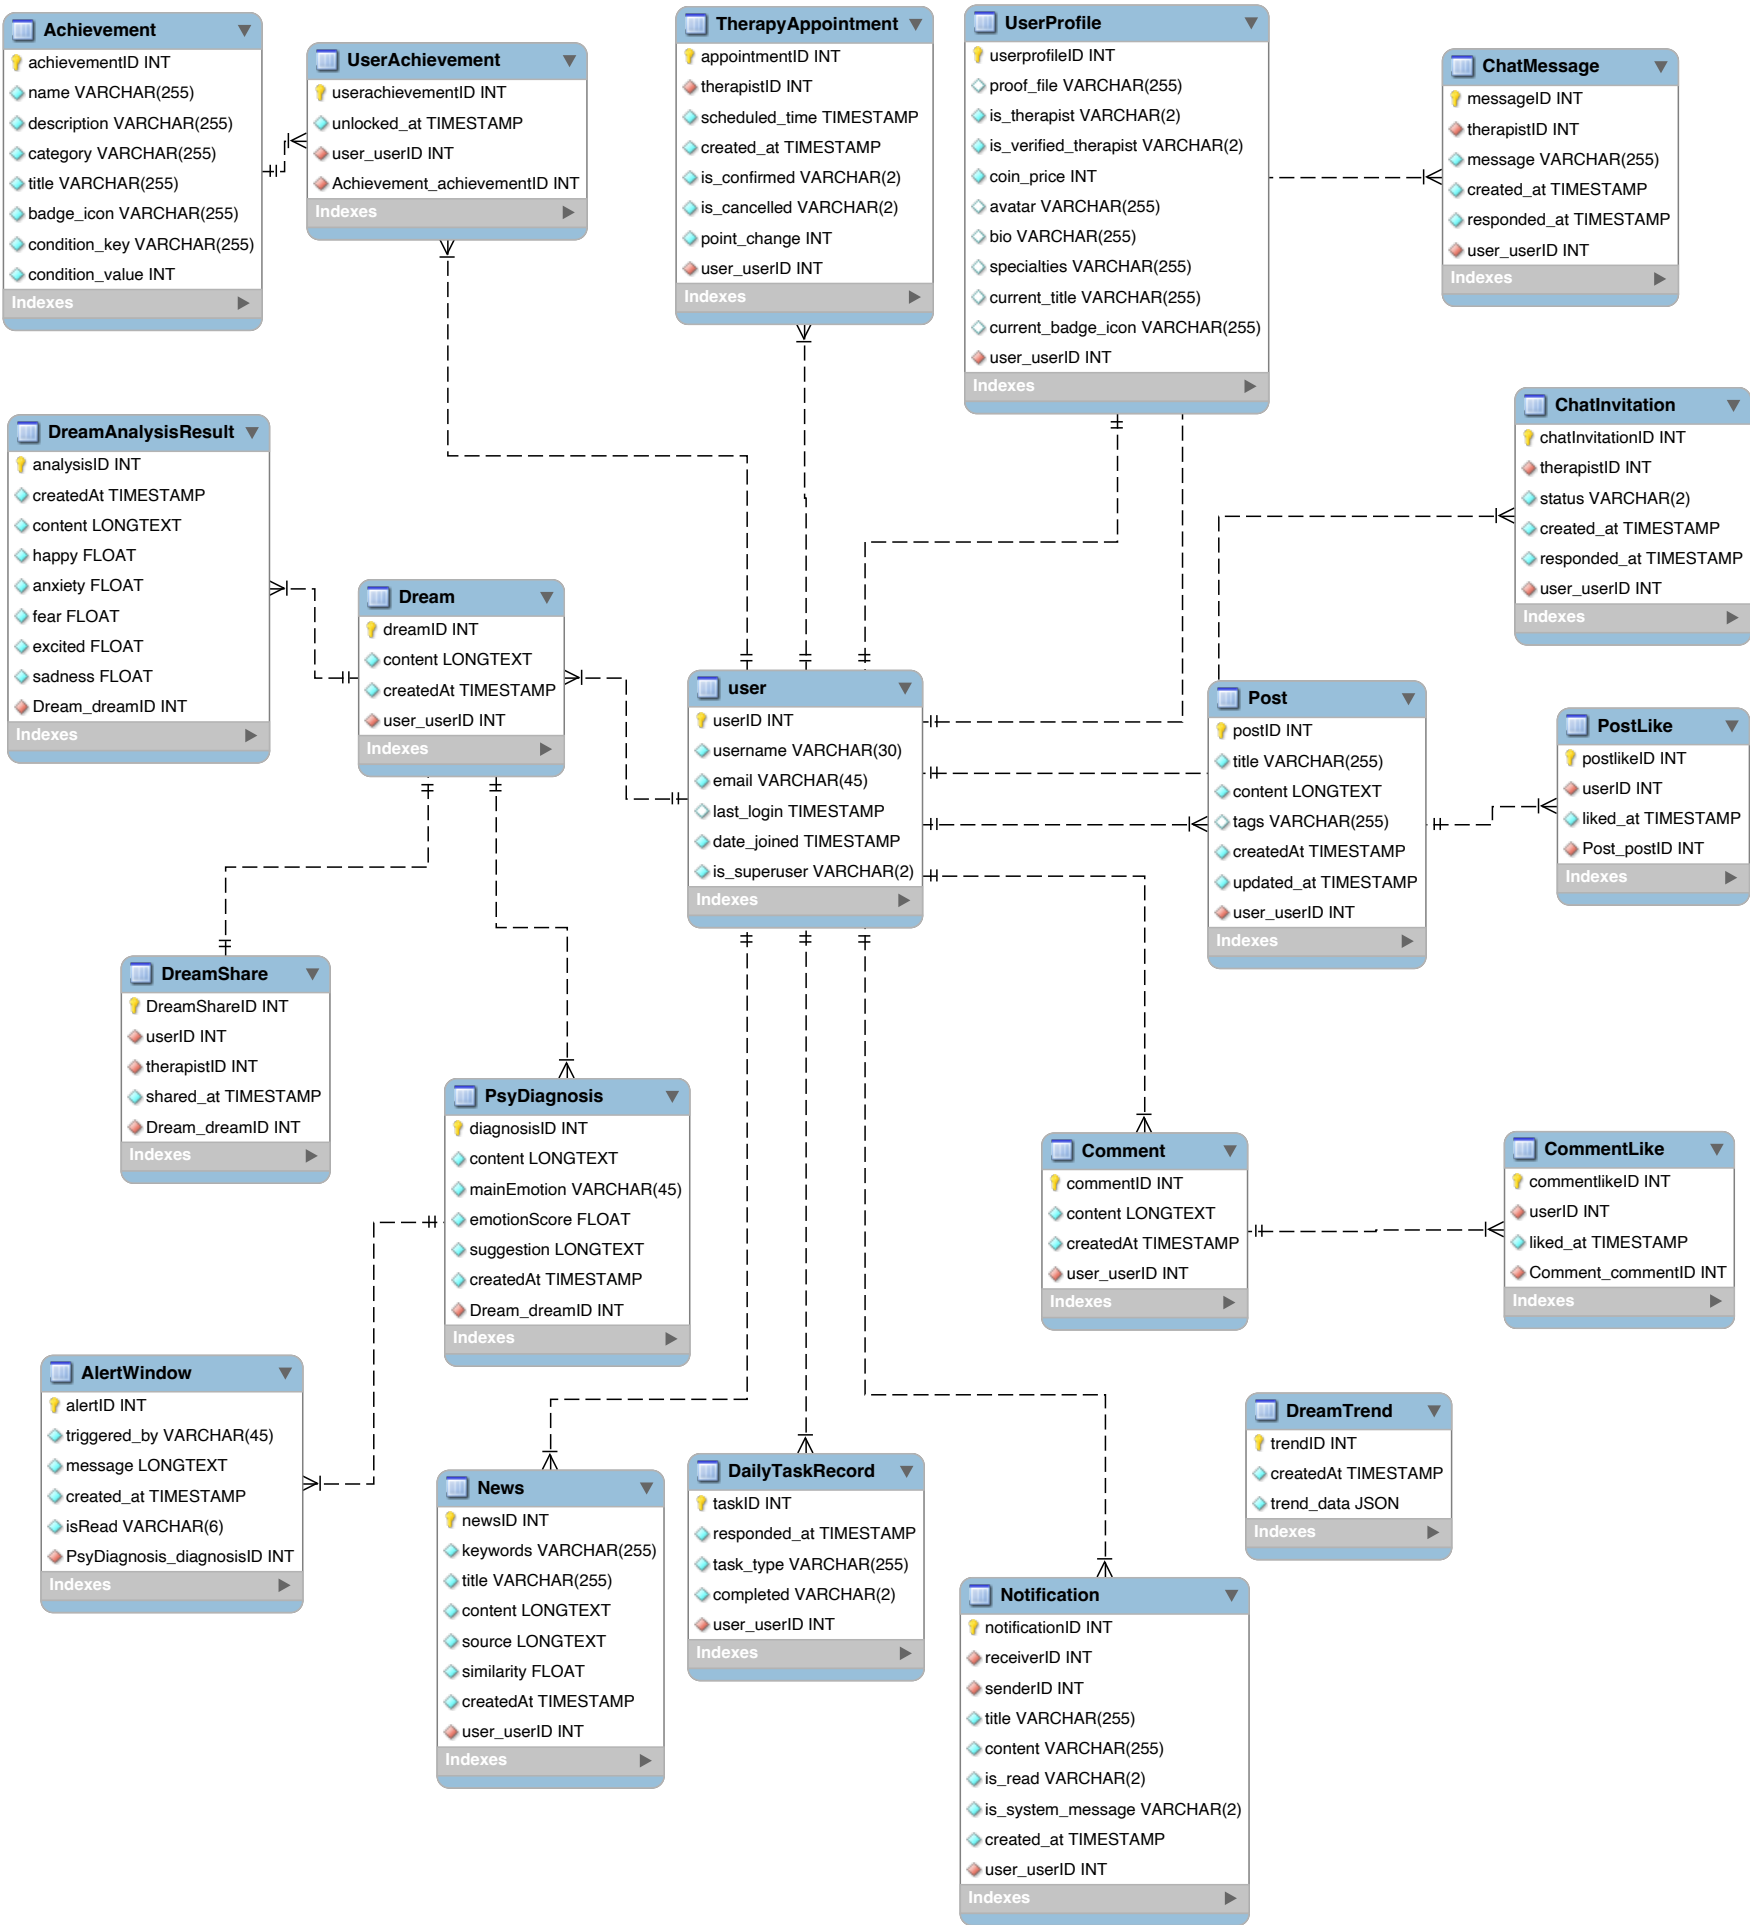 Achievement
achievementID INT
name VARCHAR(255)
description VARCHAR(255)
category VARCHAR(255)
title VARCHAR(255)
badge_icon VARCHAR(255)
condition_key VARCHAR(255)
condition_value INT
Indexes
UserAchievement
userachievementID INT
unlocked_at TIMESTAMP
user_userID INT
Achievement_achievementID INT
Indexes
TherapyAppointment
appointmentID INT
therapistID INT
scheduled_time TIMESTAMP
created_at TIMESTAMP
is_confirmed VARCHAR(2)
is_cancelled VARCHAR(2)
point_change INT
user_userID INT
Indexes
UserProfile
userprofileID INT
proof_file VARCHAR(255)
is_therapist VARCHAR(2)
is_verified_therapist VARCHAR(2)
coin_price INT
avatar VARCHAR(255)
bio VARCHAR(255)
specialties VARCHAR(255)
current_title VARCHAR(255)
current_badge_icon VARCHAR(255)
user_userID INT
Indexes
ChatMessage
messageID INT
therapistID INT
message VARCHAR(255)
created_at TIMESTAMP
responded_at TIMESTAMP
user_userID INT
Indexes
ChatInvitation
chatInvitationID INT
therapistID INT
status VARCHAR(2)
created_at TIMESTAMP
responded_at TIMESTAMP
user_userID INT
Indexes
DreamAnalysisResult
analysisID INT
createdAt TIMESTAMP
content LONGTEXT
happy FLOAT
anxiety FLOAT
fear FLOAT
excited FLOAT
sadness FLOAT
Dream_dreamID INT
Indexes
Dream
dreamID INT
content LONGTEXT
createdAt TIMESTAMP
user_userID INT
Indexes
user
userID INT
username VARCHAR(30)
email VARCHAR(45)
last_login TIMESTAMP
date_joined TIMESTAMP
is_superuser VARCHAR(2)
Indexes
Post
postID INT
title VARCHAR(255)
content LONGTEXT
tags VARCHAR(255)
createdAt TIMESTAMP
updated_at TIMESTAMP
user_userID INT
Indexes
PostLike
postlikeID INT
userID INT
liked_at TIMESTAMP
Post_postID INT
Indexes
DreamShare
DreamShareID INT
userID INT
therapistID INT
shared_at TIMESTAMP
Dream_dreamID INT
Indexes
PsyDiagnosis
diagnosisID INT
content LONGTEXT
mainEmotion VARCHAR(45)
emotionScore FLOAT
suggestion LONGTEXT
createdAt TIMESTAMP
Dream_dreamID INT
Indexes
Comment
commentID INT
content LONGTEXT
createdAt TIMESTAMP
user_userID INT
Indexes
CommentLike
commentlikeID INT
userID INT
liked_at TIMESTAMP
Comment_commentID INT
Indexes
AlertWindow
alertID INT
triggered_by VARCHAR(45)
message LONGTEXT
created_at TIMESTAMP
isRead VARCHAR(6)
PsyDiagnosis_diagnosisID INT
Indexes
News
newsID INT
keywords VARCHAR(255)
title VARCHAR(255)
content LONGTEXT
source LONGTEXT
similarity FLOAT
createdAt TIMESTAMP
user_userID INT
Indexes
DailyTaskRecord
taskID INT
responded_at TIMESTAMP
task_type VARCHAR(255)
completed VARCHAR(2)
user_userID INT
Indexes
DreamTrend
trendID INT
createdAt TIMESTAMP
trend_data JSON
Indexes
Notification
notificationID INT
receiverID INT
senderID INT
title VARCHAR(255)
content VARCHAR(255)
is_read VARCHAR(2)
is_system_message VARCHAR(2)
created_at TIMESTAMP
user_userID INT
Indexes